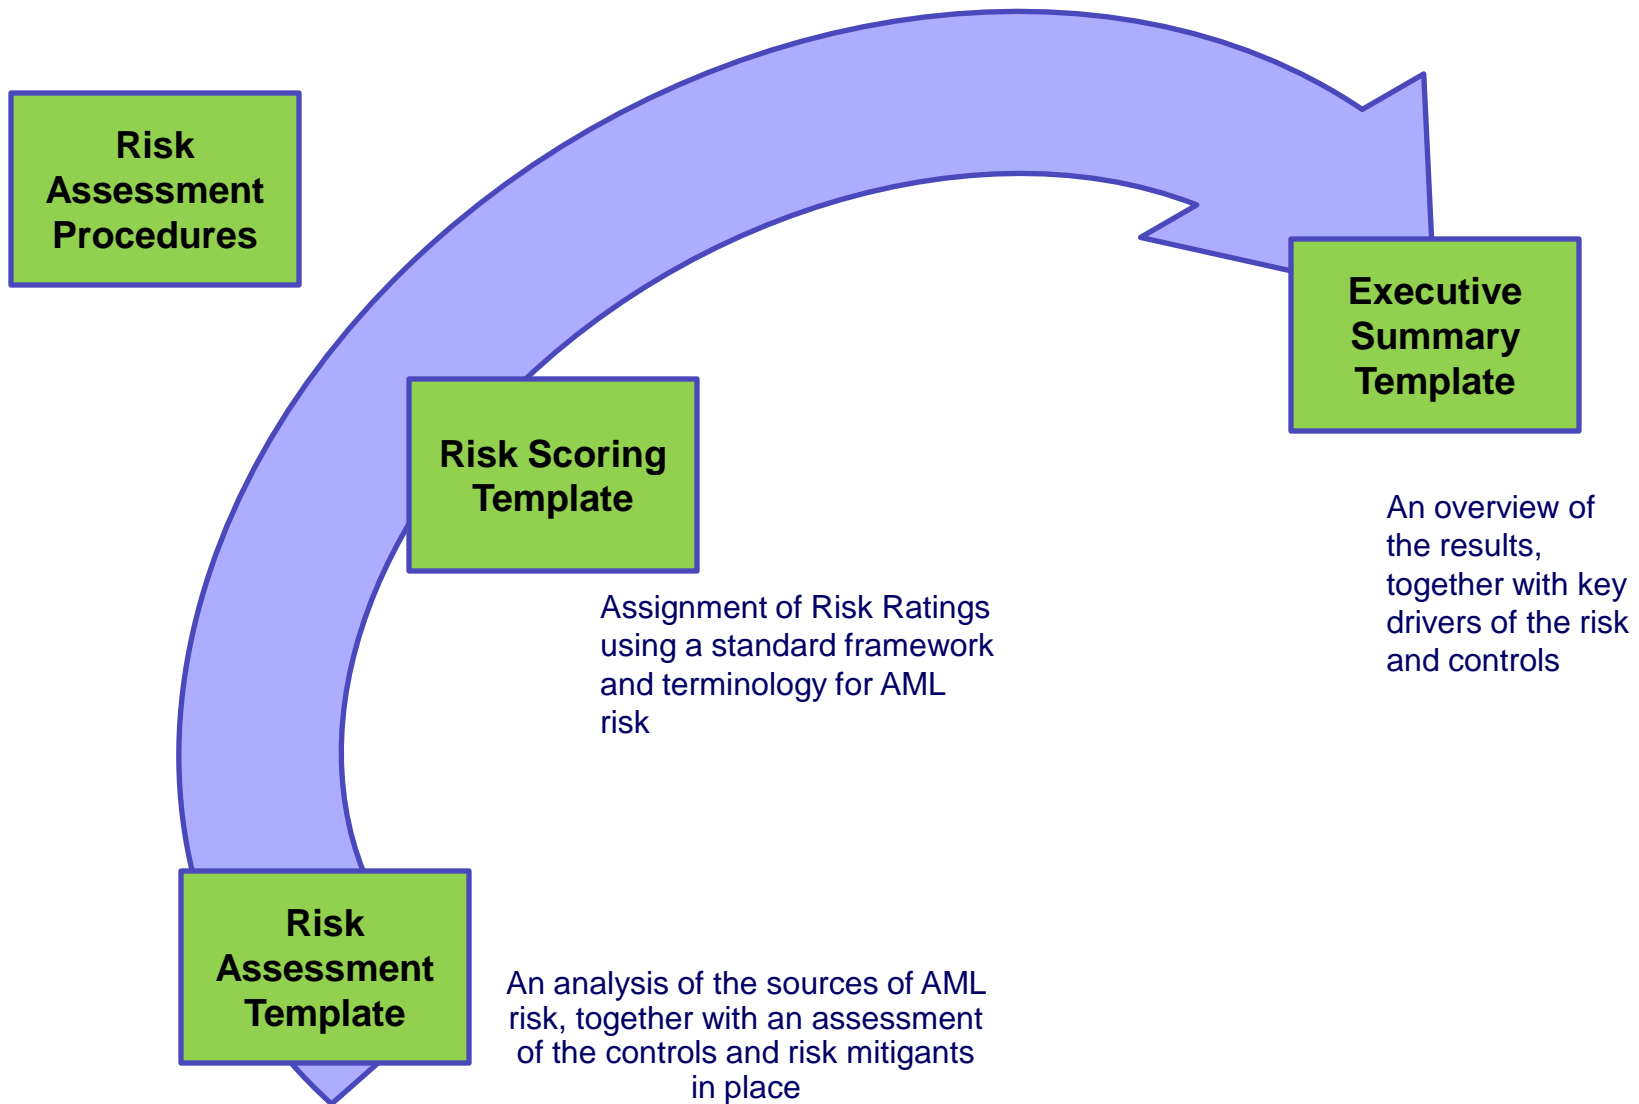 Risk
Assessment
Procedures
Executive
Summary
Template
Risk Scoring
Template
An overview of
the results,
together with key
drivers of the risk
and controls
Assignment of Risk Ratings
using a standard framework
and terminology for AML
risk
Risk
Assessment
Template
An analysis of the sources of AML
risk, together with an assessment
of the controls and risk mitigants
in place